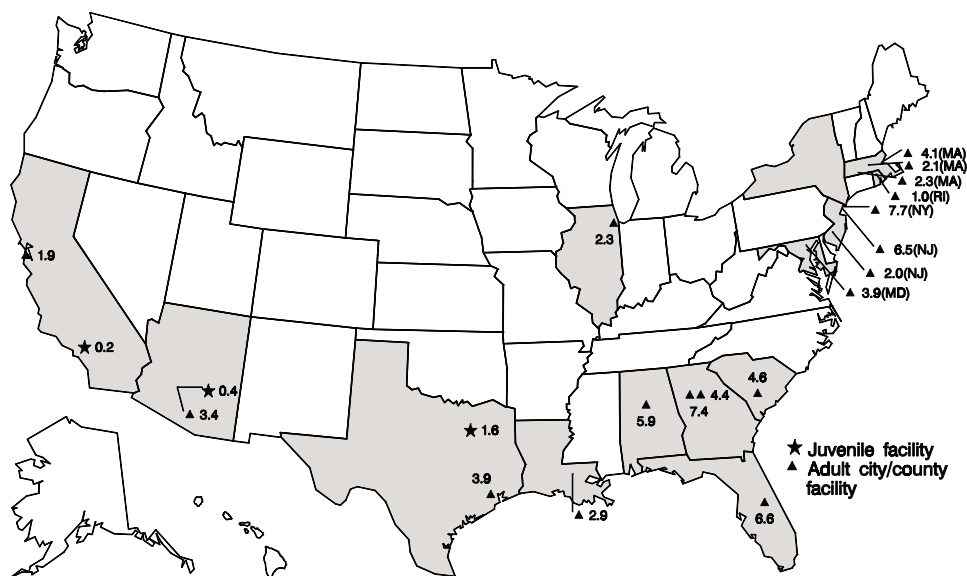 4.1(MA)
2.1(MA)
2.3(MA)
1.0(RI)
7.7(NY)
2.3
6.5(NJ)
1.9
2.0(NJ)
3.9(MD)
0.2
4.6
0.4
4.4
3.4
7.4
5.9
1.6
Juvenile facility
Adult city/county
facility
3.9
2.9
6.6